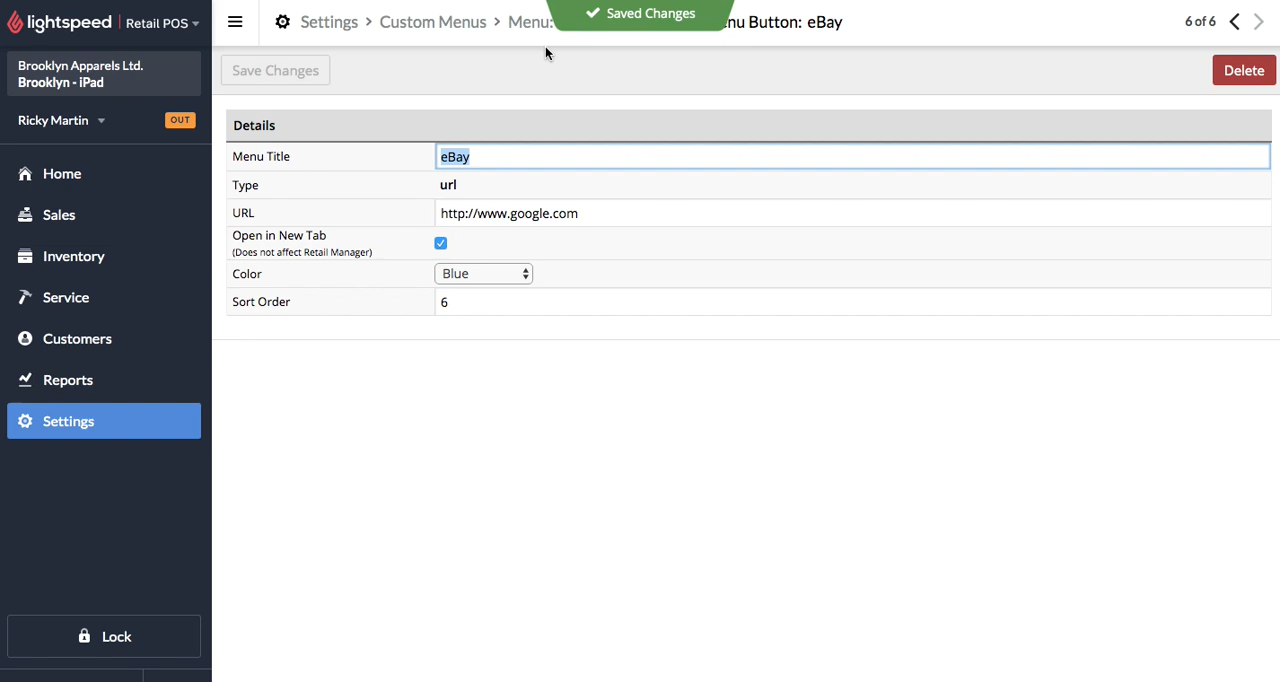 lightspeed Retail POS
Settings > Custom Menus > Menu:
Saved Changes
nu Button: eBay
6 of 6
Brooklyn Apparels Ltd.
Brooklyn - iPad
Save Changes
Delete
Ricky Martin
OUT
Home
Sales
Inventory
Service
Customers
Reports
Settings
Lock
Details
Menu Title eBay
Type url
URL http://www.google.com
Open in New Tab
(Does not affect Retail Manager)
Color Blue
Sort Order 6